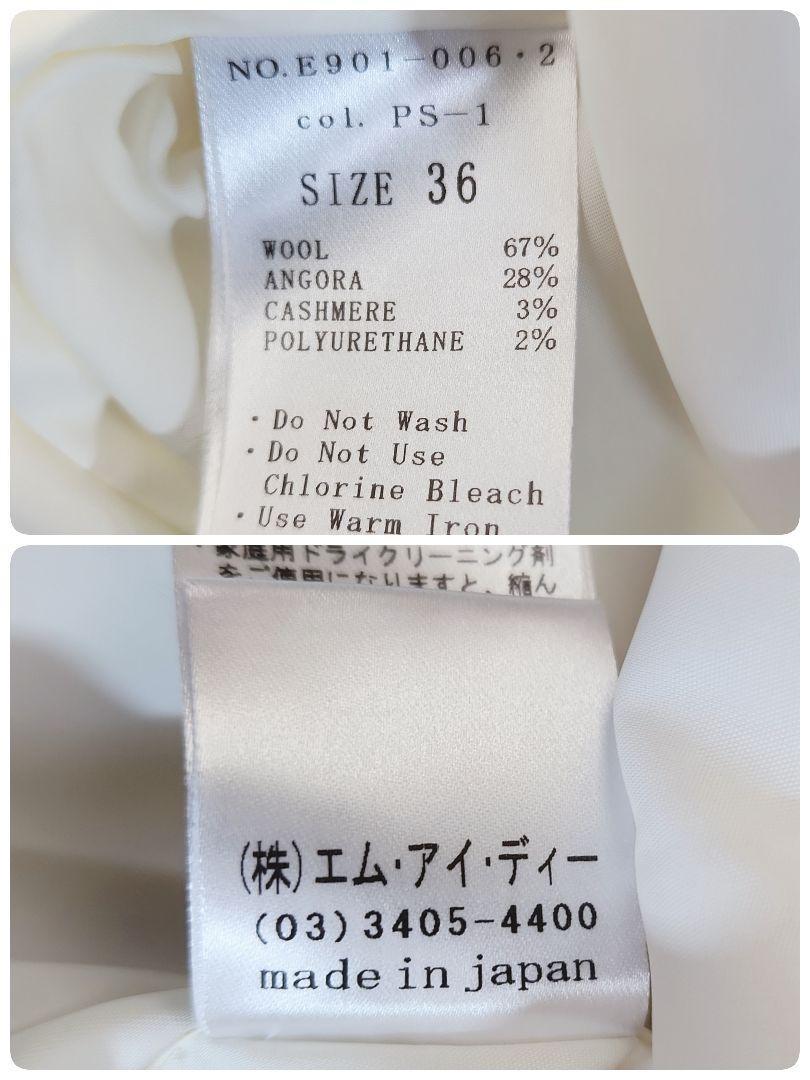 NO.E901-006・2
col. PS-1
SIZE 36
WOOL 67%
ANGORA 28%
CASHMERE 3%
POLYURETHANE 2%
・Do Not Wash
・Do Not Use
Chlorine Bleach
・Use Warm Iron
・家庭用ドライクリーニング剤
をご使用になりますと、縮ん
(株)エム・アイ・ディー
(03)3405-4400
made in japan